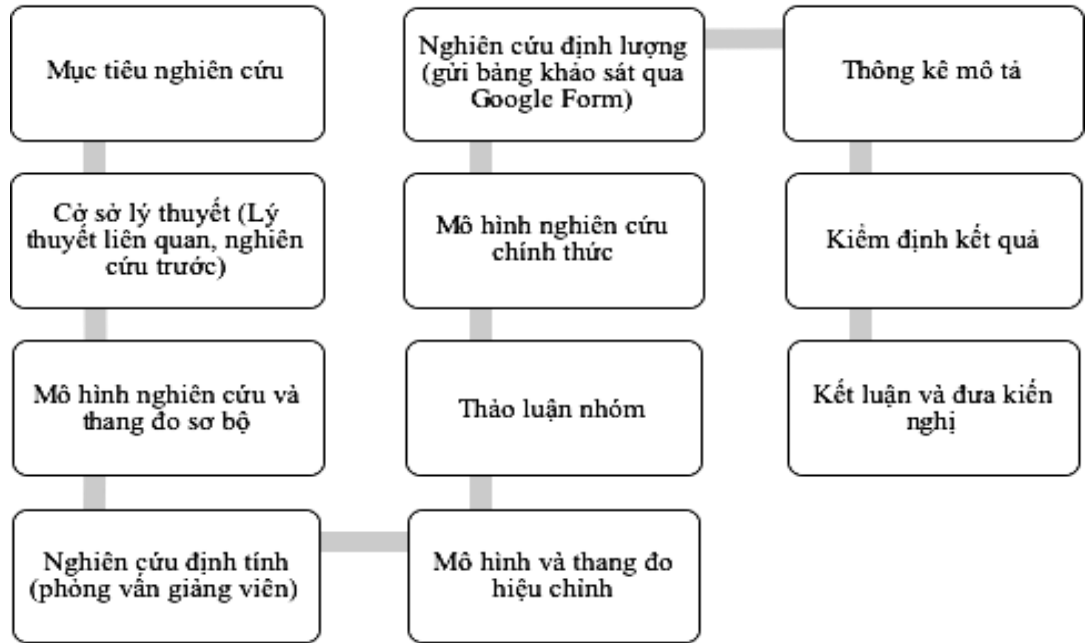 Mục tiêu nghiên cứu
Cở sở lý thuyết (Lý
thuyết liên quan, nghiên
cứu trước)
Mô hình nghiên cứu và
thang đo sơ bộ
Nghiên cứu định tính
(phỏng vấn giảng viên)
Mô hình và thang đo
hiệu chỉnh
Thảo luận nhóm
Mô hình nghiên cứu
chính thức
Nghiên cứu định lượng
(gửi bảng khảo sát qua
Google Form)
Thông kê mô tả
Kiểm định kết quả
Kết luận và đưa kiến
nghị